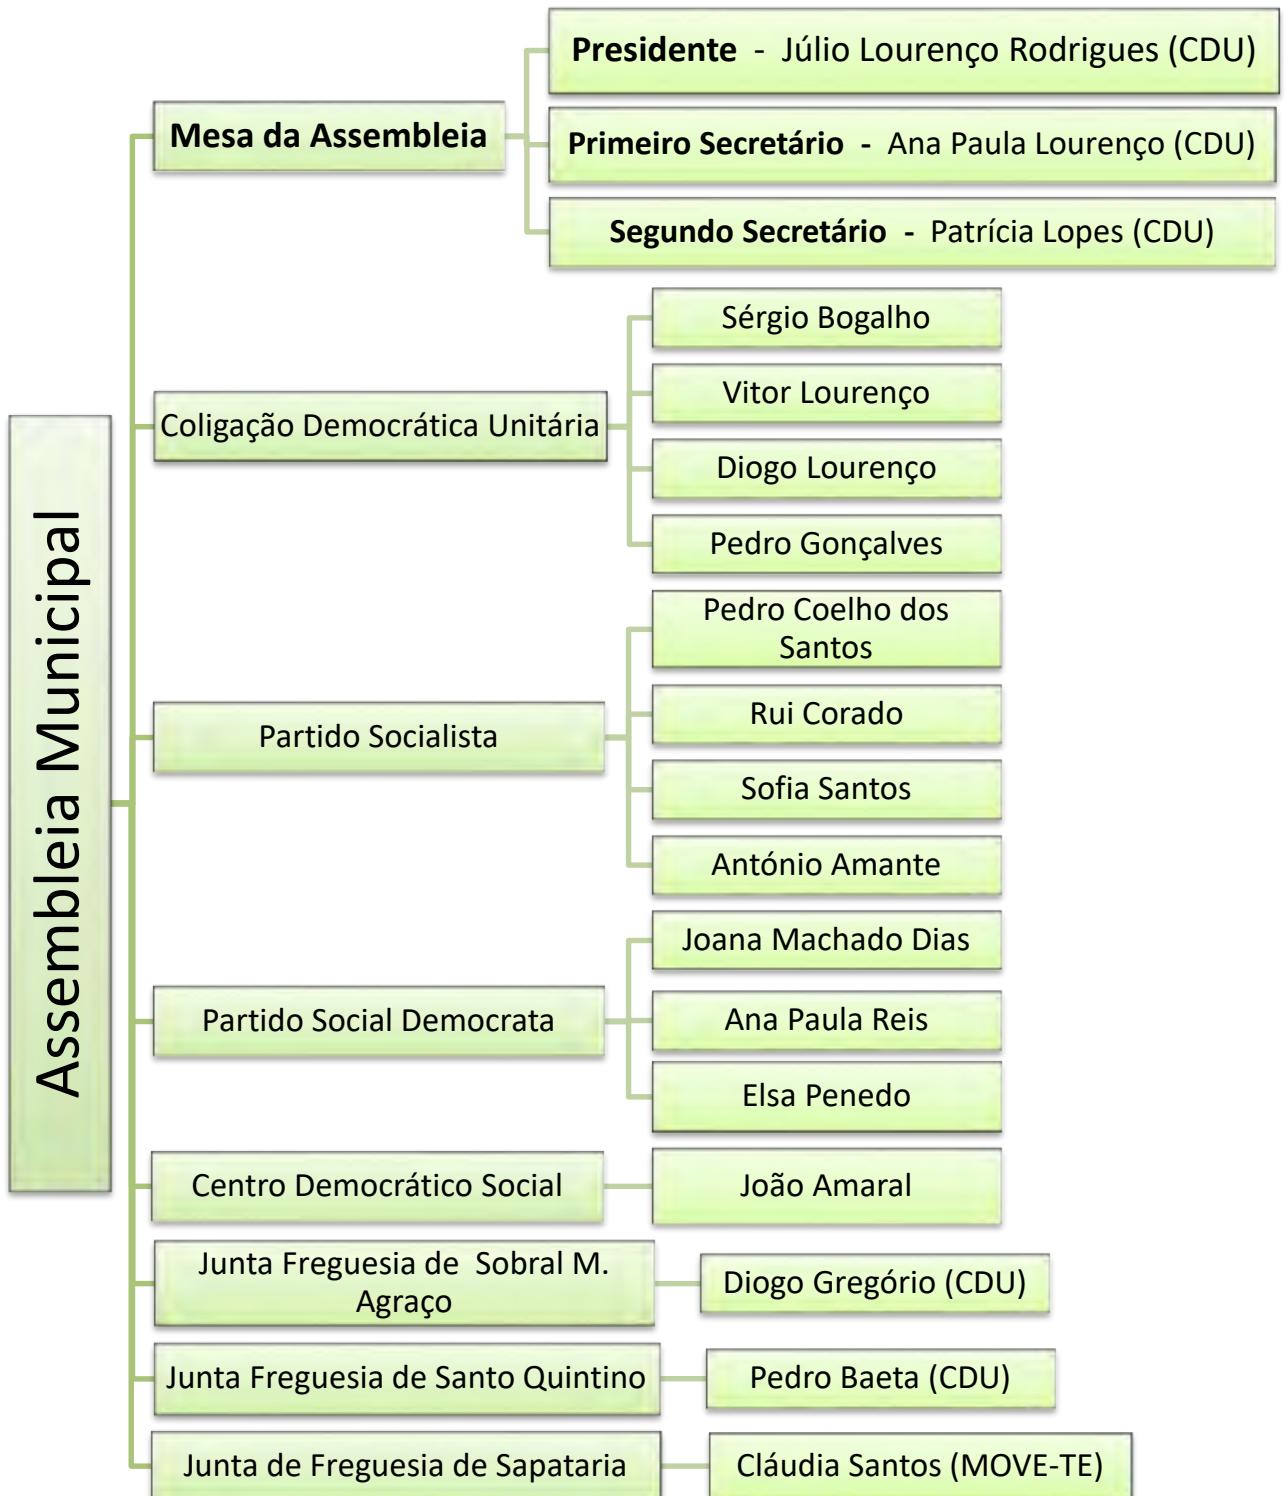 Assembleia Municipal
Mesa da Assembleia
Presidente - Júlio Lourenço Rodrigues (CDU)
Primeiro Secretário - Ana Paula Lourenço (CDU)
Segundo Secretário - Patrícia Lopes (CDU)
Coligação Democrática Unitária
Sérgio Bogalho
Vitor Lourenço
Diogo Lourenço
Pedro Gonçalves
Partido Socialista
Pedro Coelho dos
Santos
Rui Corado
Sofia Santos
António Amante
Partido Social Democrata
Joana Machado Dias
Ana Paula Reis
Elsa Penedo
Centro Democrático Social
João Amaral
Junta Freguesia de Sobral M.
Agraço
Diogo Gregório (CDU)
Junta Freguesia de Santo Quintino
Pedro Baeta (CDU)
Junta de Freguesia de Sapataria
Cláudia Santos (MOVE-TE)